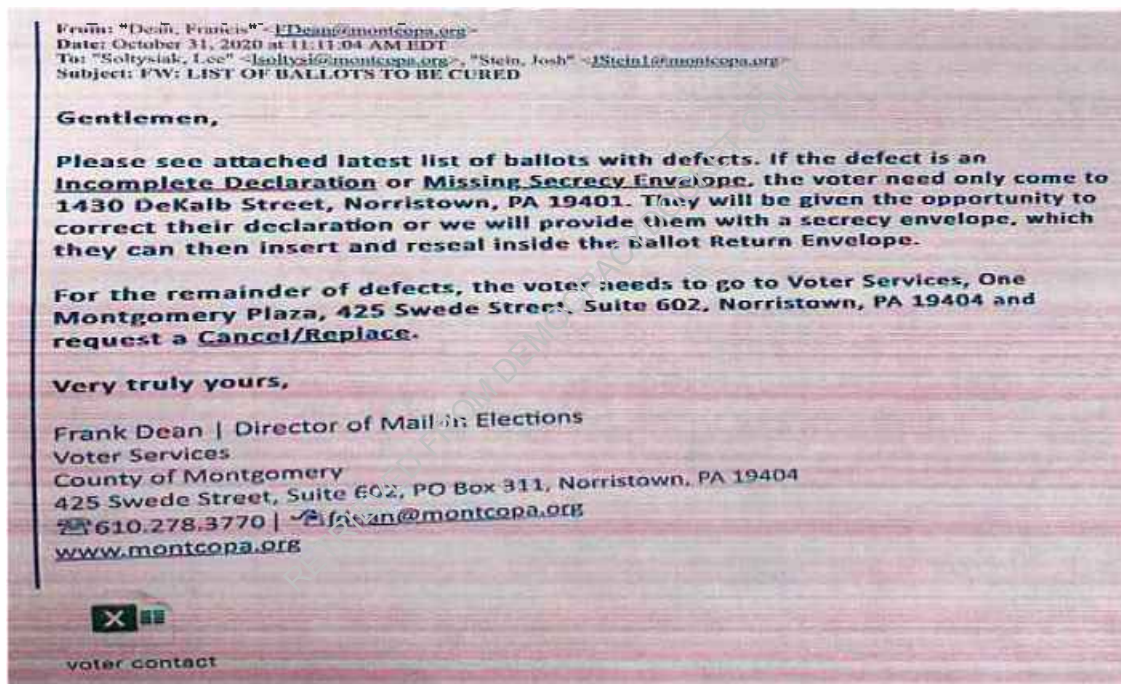 From: "Dean, Francis" <FDean@montcopa.org>
Date: October 31, 2020 at 11:11:04 AM EDT
To: "Soltysiak, Lee" <lsoltysi@montcopa.org>, "Stein, Josh" <JStein1@montcopa.org>
Subject: FW: LIST OF BALLOTS TO BE CURED
Gentlemen,
Please see attached latest list of ballots with defects. If the defect is an
Incomplete Declaration or Missing Secrecy Envelope, the voter need only come to
1430 DeKalb Street, Norristown, PA 19401. They will be given the opportunity to
correct their declaration or we will provide them with a secrecy envelope, which
they can then insert and reseal inside the Ballot Return Envelope.
For the remainder of defects, the voter needs to go to Voter Services, One
Montgomery Plaza, 425 Swede Street, Suite 602, Norristown, PA 19404 and
request a Cancel/Replace.
Very truly yours,
Frank Dean | Director of Mail-in Elections
Voter Services
County of Montgomery
425 Swede Street, Suite 602, PO Box 311, Norristown, PA 19404
610.278.3770 | fdean@montcopa.org
www.montcopa.org
voter contact